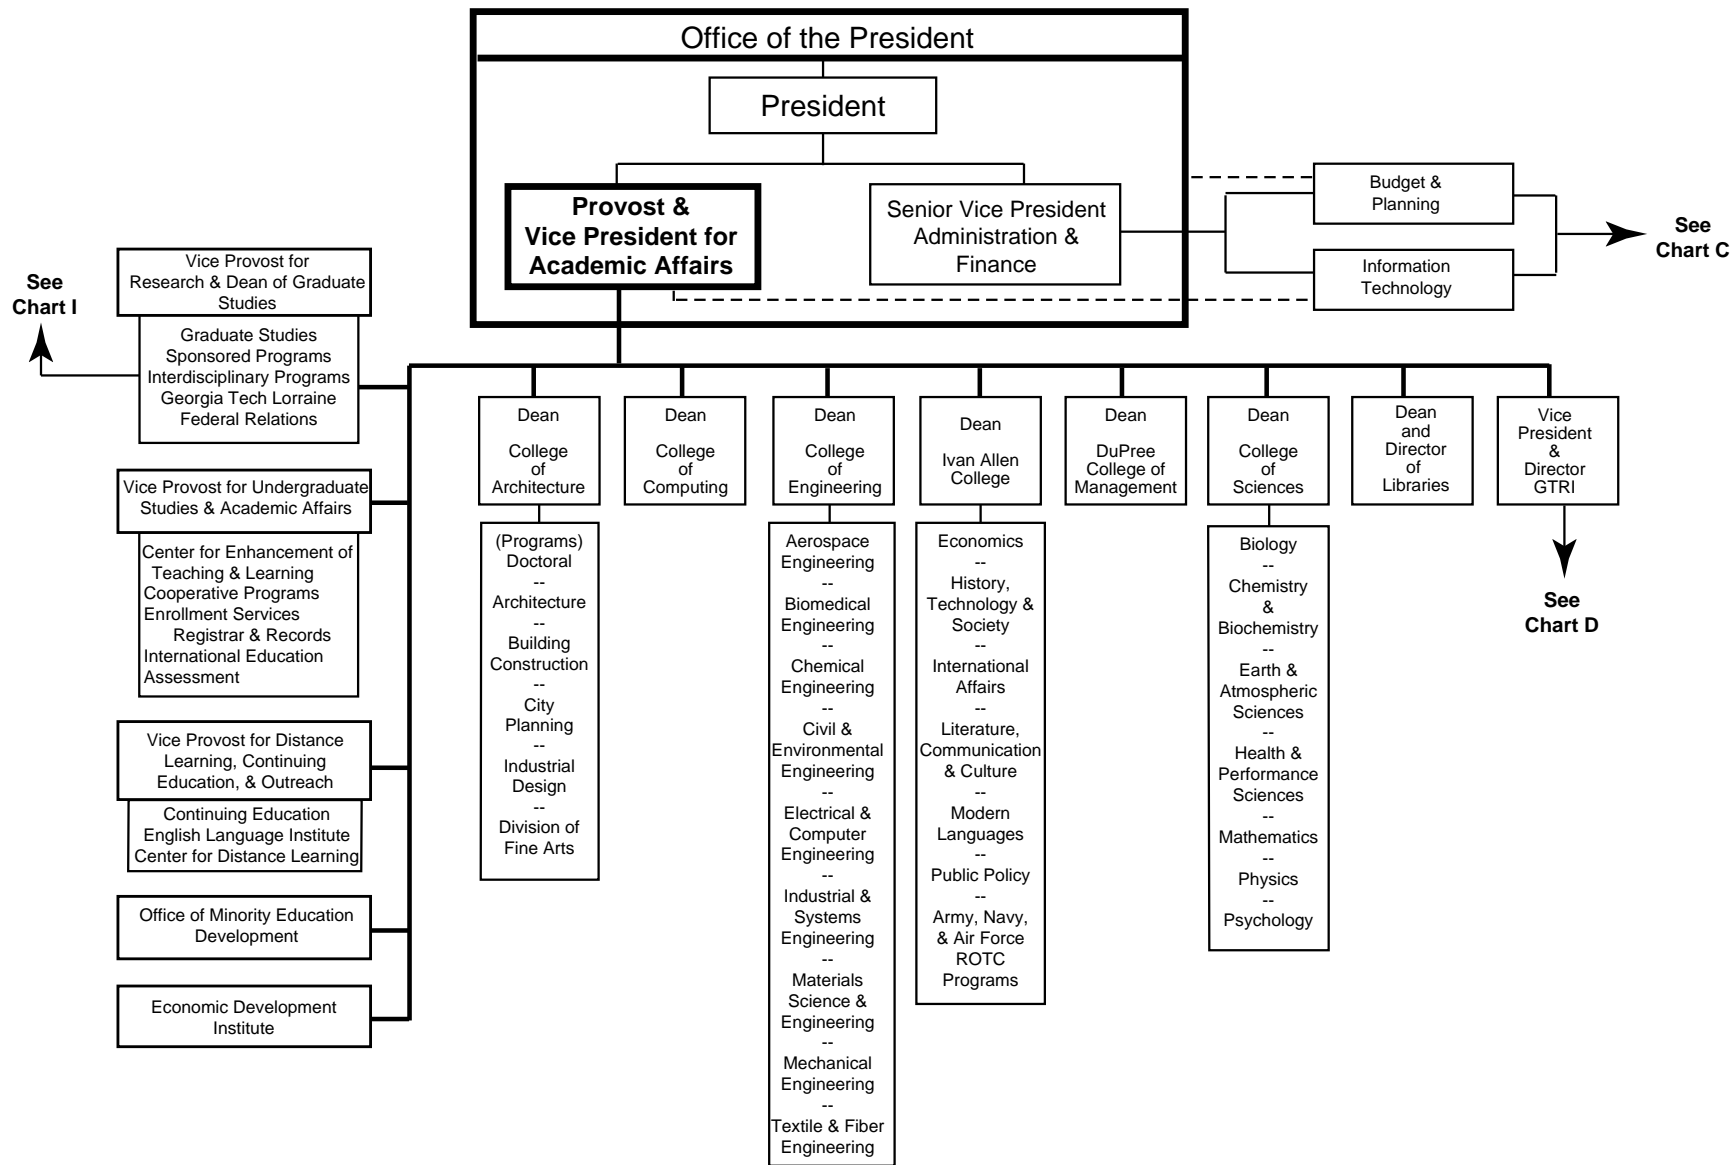 Office of the President
President
Provost &
Vice President for
Academic Affairs
Senior Vice President
Administration &
Finance
Budget &
Planning
Information
Technology
See
Chart C
See
Chart I
Vice Provost for
Research & Dean of Graduate
Studies
Graduate Studies
Sponsored Programs
Interdisciplinary Programs
Georgia Tech Lorraine
Federal Relations
Vice Provost for Undergraduate
Studies & Academic Affairs
Center for Enhancement of
Teaching & Learning
Cooperative Programs
Enrollment Services
Registrar & Records
International Education
Assessment
Vice Provost for Distance
Learning, Continuing
Education, & Outreach
Continuing Education
English Language Institute
Center for Distance Learning
Office of Minority Education
Development
Economic Development
Institute
Dean
College
of
Architecture
(Programs)
Doctoral
--
Architecture
--
Building
Construction
--
City
Planning
--
Industrial
Design
--
Division of
Fine Arts
Dean
College
of
Computing
Dean
College
of
Engineering
Aerospace
Engineering
--
Biomedical
Engineering
--
Chemical
Engineering
--
Civil &
Environmental
Engineering
--
Electrical &
Computer
Engineering
--
Industrial &
Systems
Engineering
--
Materials
Science &
Engineering
--
Mechanical
Engineering
--
Textile & Fiber
Engineering
Dean
Ivan Allen
College
Economics
--
History,
Technology &
Society
--
International
Affairs
--
Literature,
Communication
& Culture
--
Modern
Languages
--
Public Policy
--
Army, Navy,
& Air Force
ROTC
Programs
Dean
DuPree
College of
Management
Dean
College
of
Sciences
Biology
--
Chemistry
&
Biochemistry
--
Earth &
Atmospheric
Sciences
--
Health &
Performance
Sciences
--
Mathematics
--
Physics
--
Psychology
Dean
and
Director
of
Libraries
Vice
President
&
Director
GTRI
See
Chart D